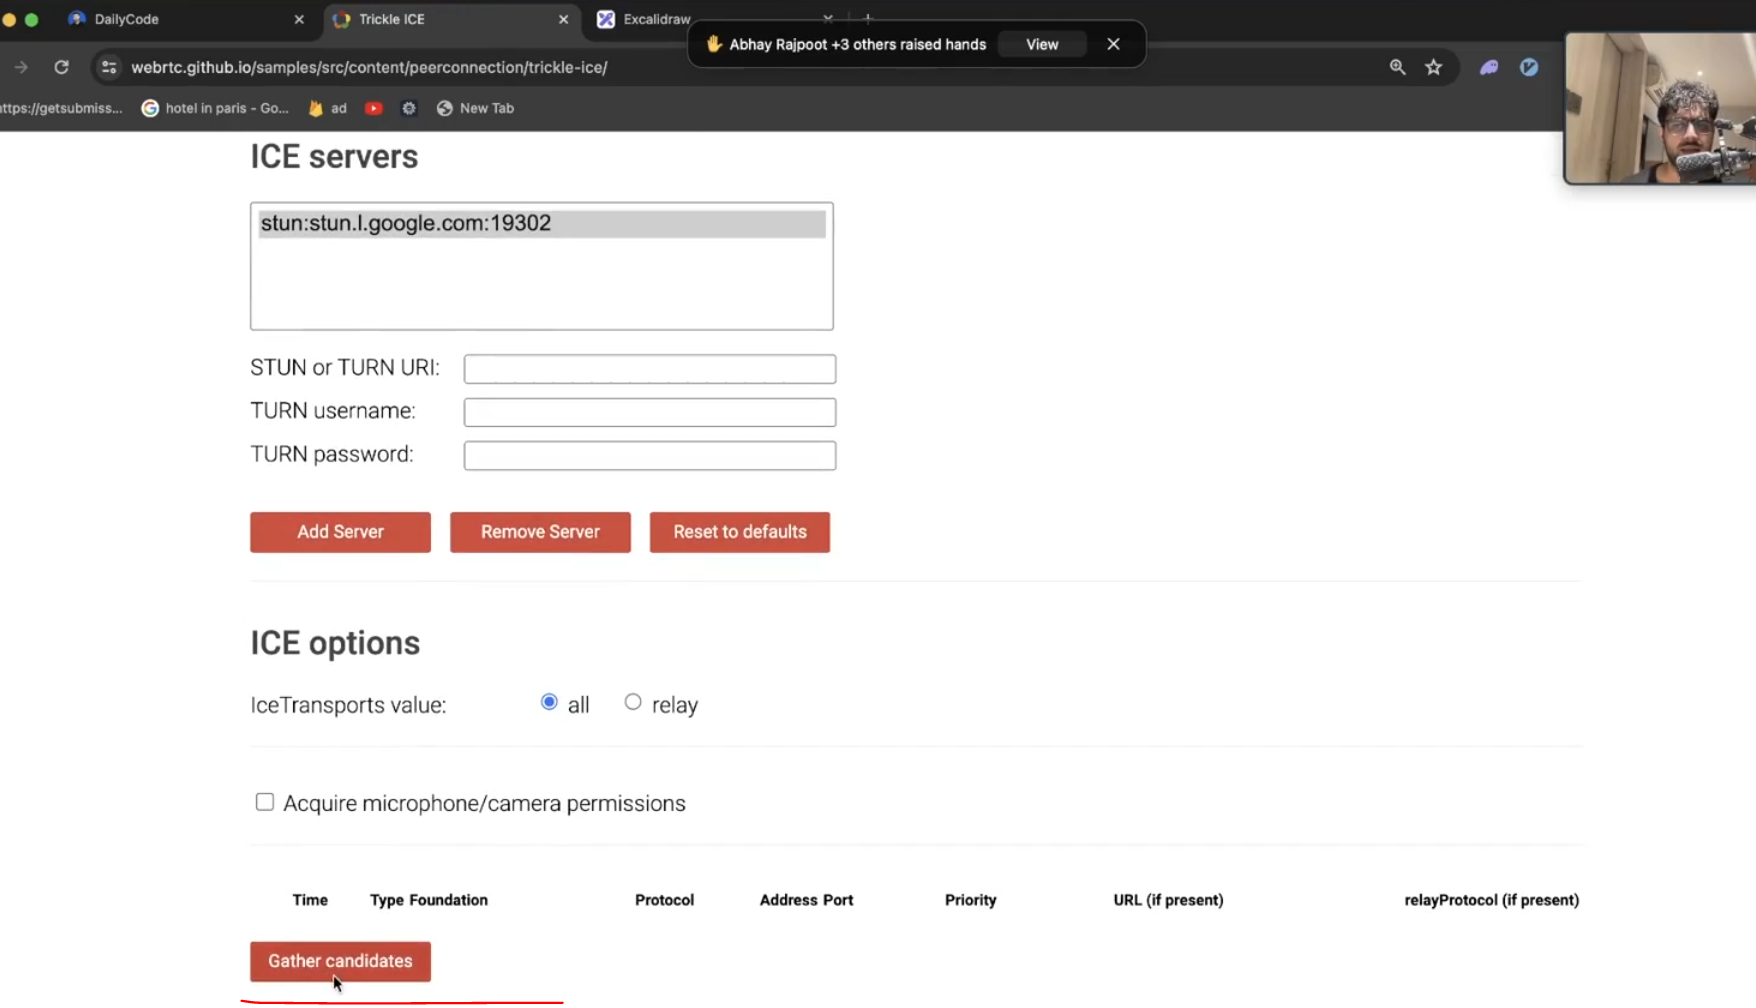 DailyCode
Trickle ICE
Excalidraw
Abhay Rajpoot +3 others raised hands View
webrtc.github.io/samples/src/content/peerconnection/trickle-ice/
ttps://getsubmiss...
hotel in paris - Go...
ad
New Tab
ICE servers
stun:stun.l.google.com:19302
STUN or TURN URI:
TURN username:
TURN password:
Add Server Remove Server Reset to defaults
ICE options
IceTransports value: all relay
Acquire microphone/camera permissions
Time Type Foundation Protocol Address Port Priority URL (if present) relayProtocol (if present)
Gather candidates